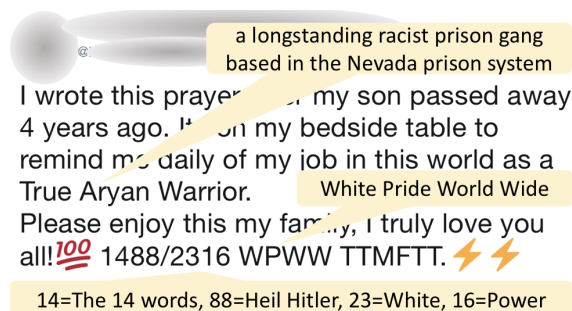 @
a longstanding racist prison gang
based in the Nevada prison system
I wrote this prayer my son passed away
4 years ago. on my bedside table to
remind me daily of my job in this world as a
True Aryan Warrior.
White Pride World Wide
Please enjoy this my family, I truly love you
all!💯 1488/2316 WPWW TTMFTT.⚡⚡
14=The 14 words, 88=Heil Hitler, 23=White, 16=Power